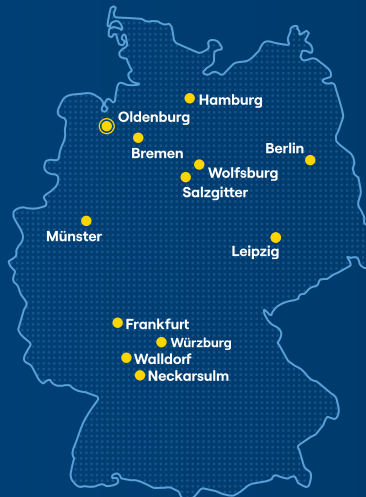 Hamburg
Oldenburg
Bremen
Berlin
Wolfsburg
Salzgitter
Münster
Leipzig
Frankfurt
Würzburg
Walldorf
Neckarsulm